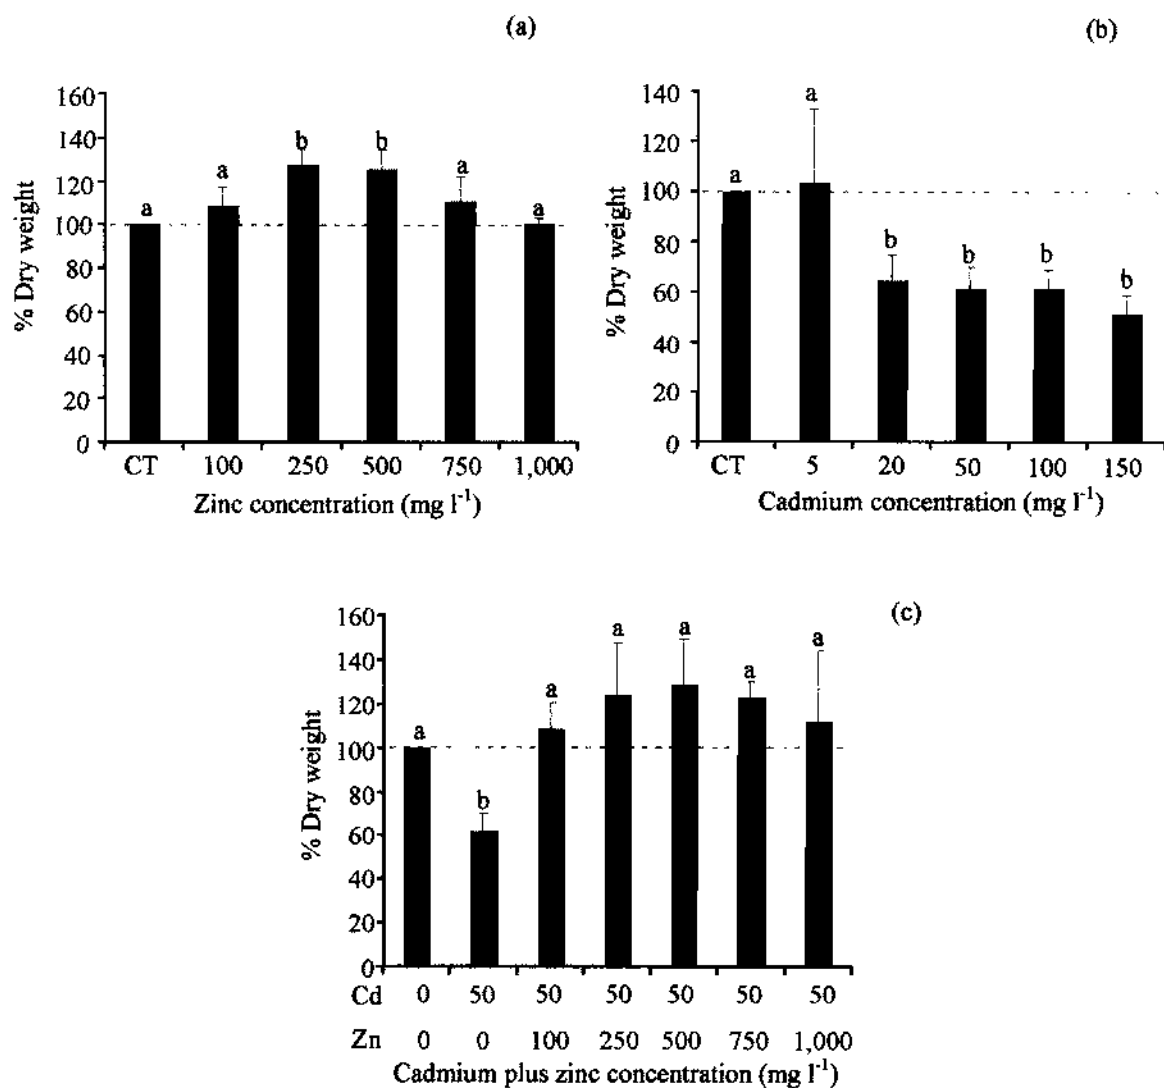 (a)
160
140
120
100
80
60
40
20
0
% Dry weight
a
a
b
b
a
a
CT 100 250 500 750 1,000
Zinc concentration (mg l⁻¹)
(b)
140
120
100
80
60
40
20
0
% Dry weight
a
a
b
b
b
b
CT 5 20 50 100 150
Cadmium concentration (mg l⁻¹)
(c)
160
140
120
100
80
60
40
20
0
% Dry weight
a
b
a
a
a
a
a
Cd 0 50 50 50 50 50 50
Zn 0 0 100 250 500 750 1,000
Cadmium plus zinc concentration (mg l⁻¹)